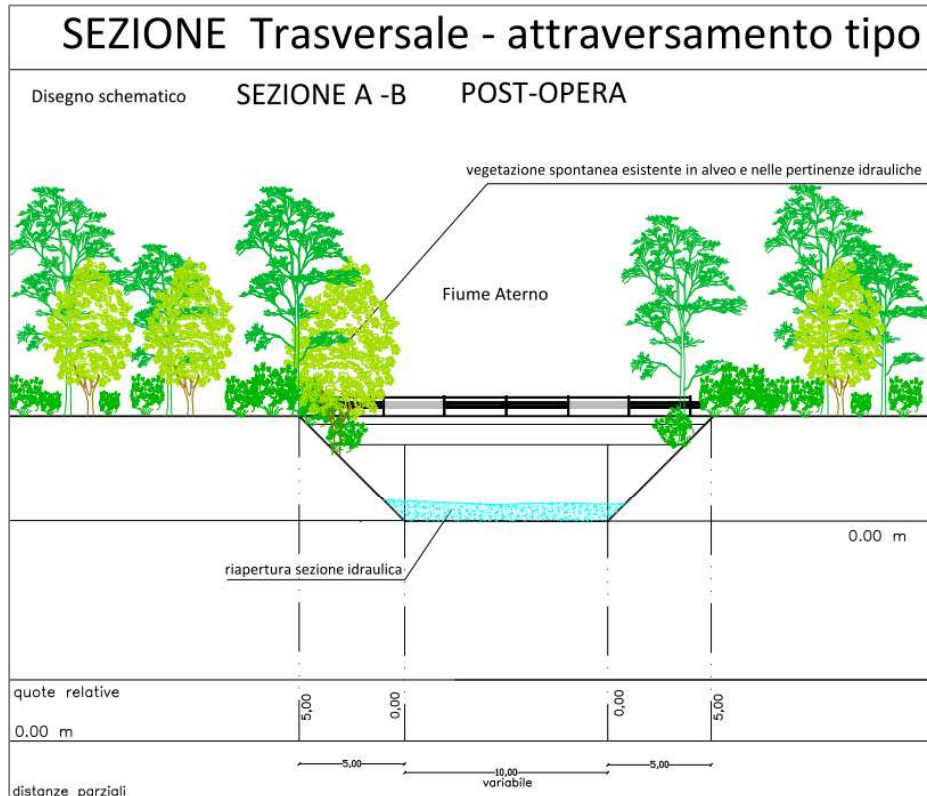 SEZIONE Trasversale - attraversamento tipo
Disegno schematico SEZIONE A -B POST-OPERA
vegetazione spontanea esistente in alveo e nelle pertinenze idrauliche
Fiume Aterno
0.00 m
riapertura sezione idraulica
quote relative
5,00 0,00 0,00 5,00
0.00 m
5,00 10,00 5,00
variabile
distanze parziali